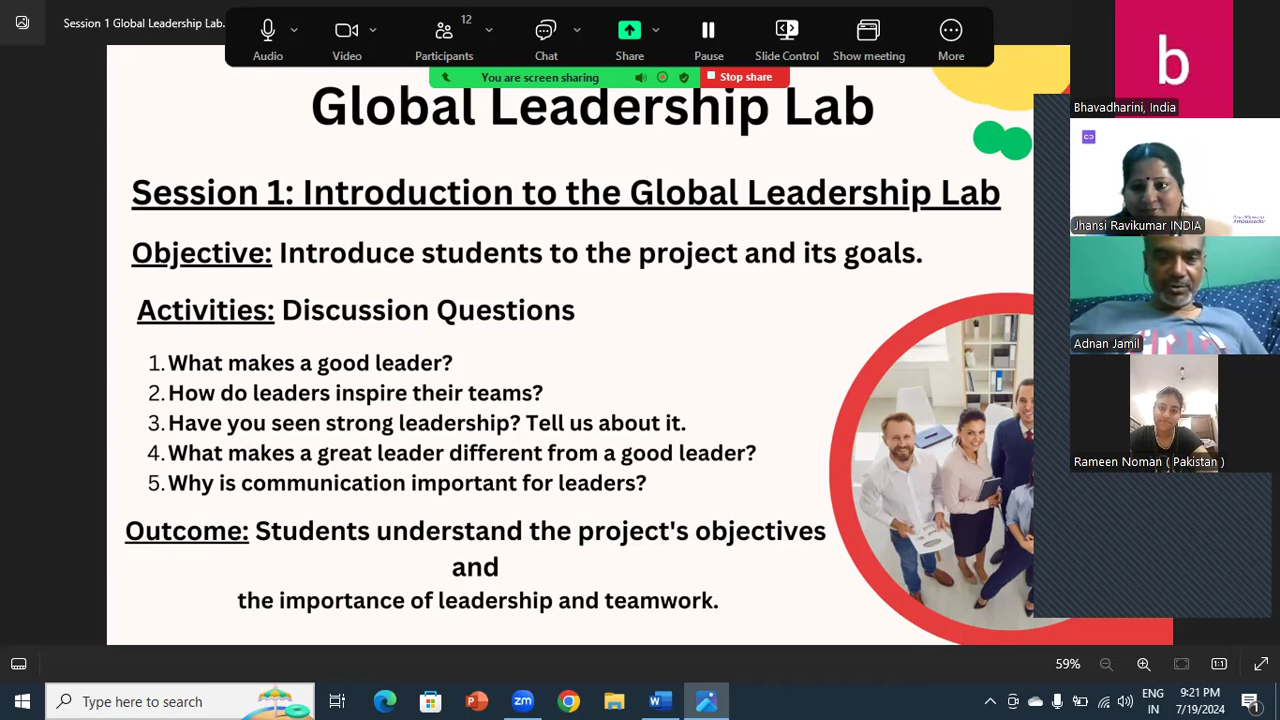 Session 1 Global Leadership Lab.
12
Audio
Video
Participants
Chat
Share
Pause
Slide Control
Show meeting
More
You are screen sharing
Stop share
b
Bhavadharini, India
Jhansi Ravikumar INDIA
Adnan Jamil
Rameen Noman ( Pakistan )
Global Leadership Lab
Session 1: Introduction to the Global Leadership Lab
Objective: Introduce students to the project and its goals.
Activities: Discussion Questions
1. What makes a good leader?
2. How do leaders inspire their teams?
3. Have you seen strong leadership? Tell us about it.
4. What makes a great leader different from a good leader?
5. Why is communication important for leaders?
Outcome: Students understand the project's objectives
and
the importance of leadership and teamwork.
59%
1:1
Type here to search
zm
W
P
ENG
IN
9:21 PM
7/19/2024
1